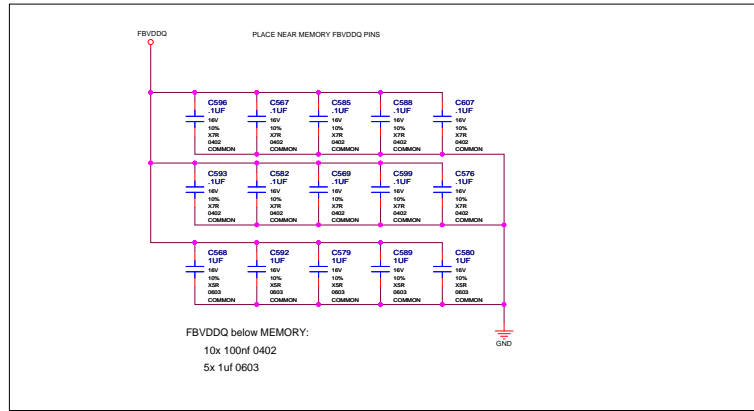 FBVDDQ
PLACE NEAR MEMORY FBVDDQ PINS
C596
.1UF
16V
10%
X7R
0402
COMMON
C567
.1UF
16V
10%
X7R
0402
COMMON
C585
.1UF
16V
10%
X7R
0402
COMMON
C588
.1UF
16V
10%
X7R
0402
COMMON
C607
.1UF
16V
10%
X7R
0402
COMMON
C593
.1UF
16V
10%
X7R
0402
COMMON
C582
.1UF
16V
10%
X7R
0402
COMMON
C569
.1UF
16V
10%
X7R
0402
COMMON
C599
.1UF
16V
10%
X7R
0402
COMMON
C576
.1UF
16V
10%
X7R
0402
COMMON
C568
1UF
16V
10%
X5R
0603
COMMON
C592
1UF
16V
10%
X5R
0603
COMMON
C579
1UF
16V
10%
X5R
0603
COMMON
C589
1UF
16V
10%
X5R
0603
COMMON
C580
1UF
16V
10%
X5R
0603
COMMON
GND
FBVDDQ below MEMORY:
10x 100nf 0402
5x 1uf 0603